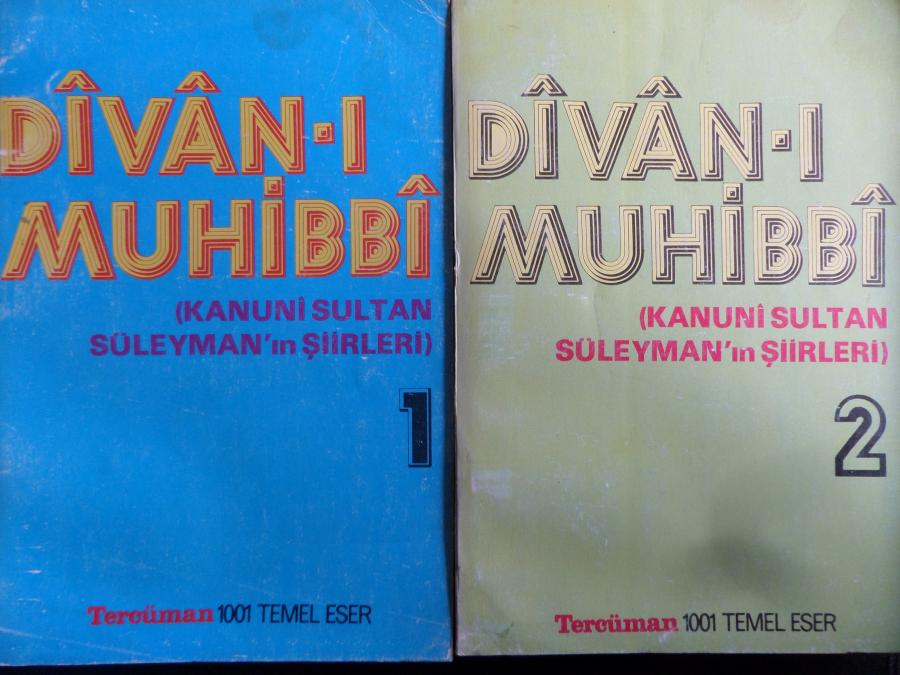 DÎVÂN-I
MUHİBBÎ
(KANUNÎ SULTAN
SÜLEYMAN'ın ŞİİRLERİ)
1
Tercüman 1001 TEMEL ESER
DÎVÂN-I
MUHİBBÎ
(KANUNÎ SULTAN
SÜLEYMAN'ın ŞİİRLERİ)
2
Tercüman 1001 TEMEL ESER